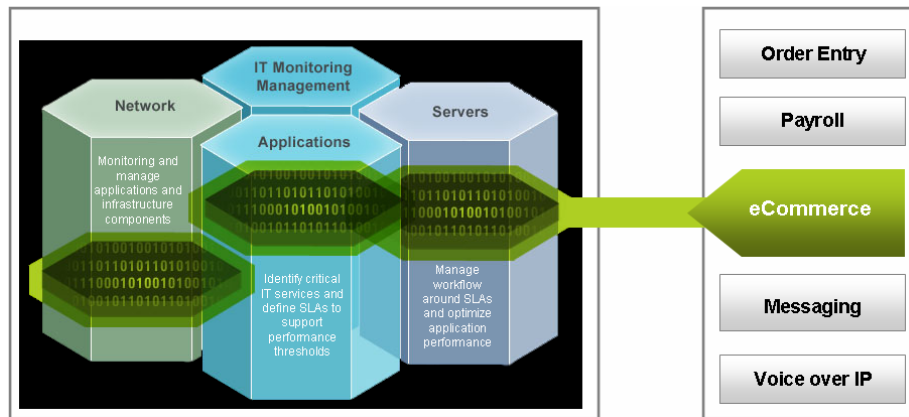 IT Monitoring
Management
Network
Monitoring and
manage
applications and
infrastructure
components
Applications
Identify critical
IT services and
define SLAs to
support
performance
thresholds
Servers
Manage
workflow
around SLAs
and optimize
application
performance
Order Entry
Payroll
eCommerce
Messaging
Voice over IP